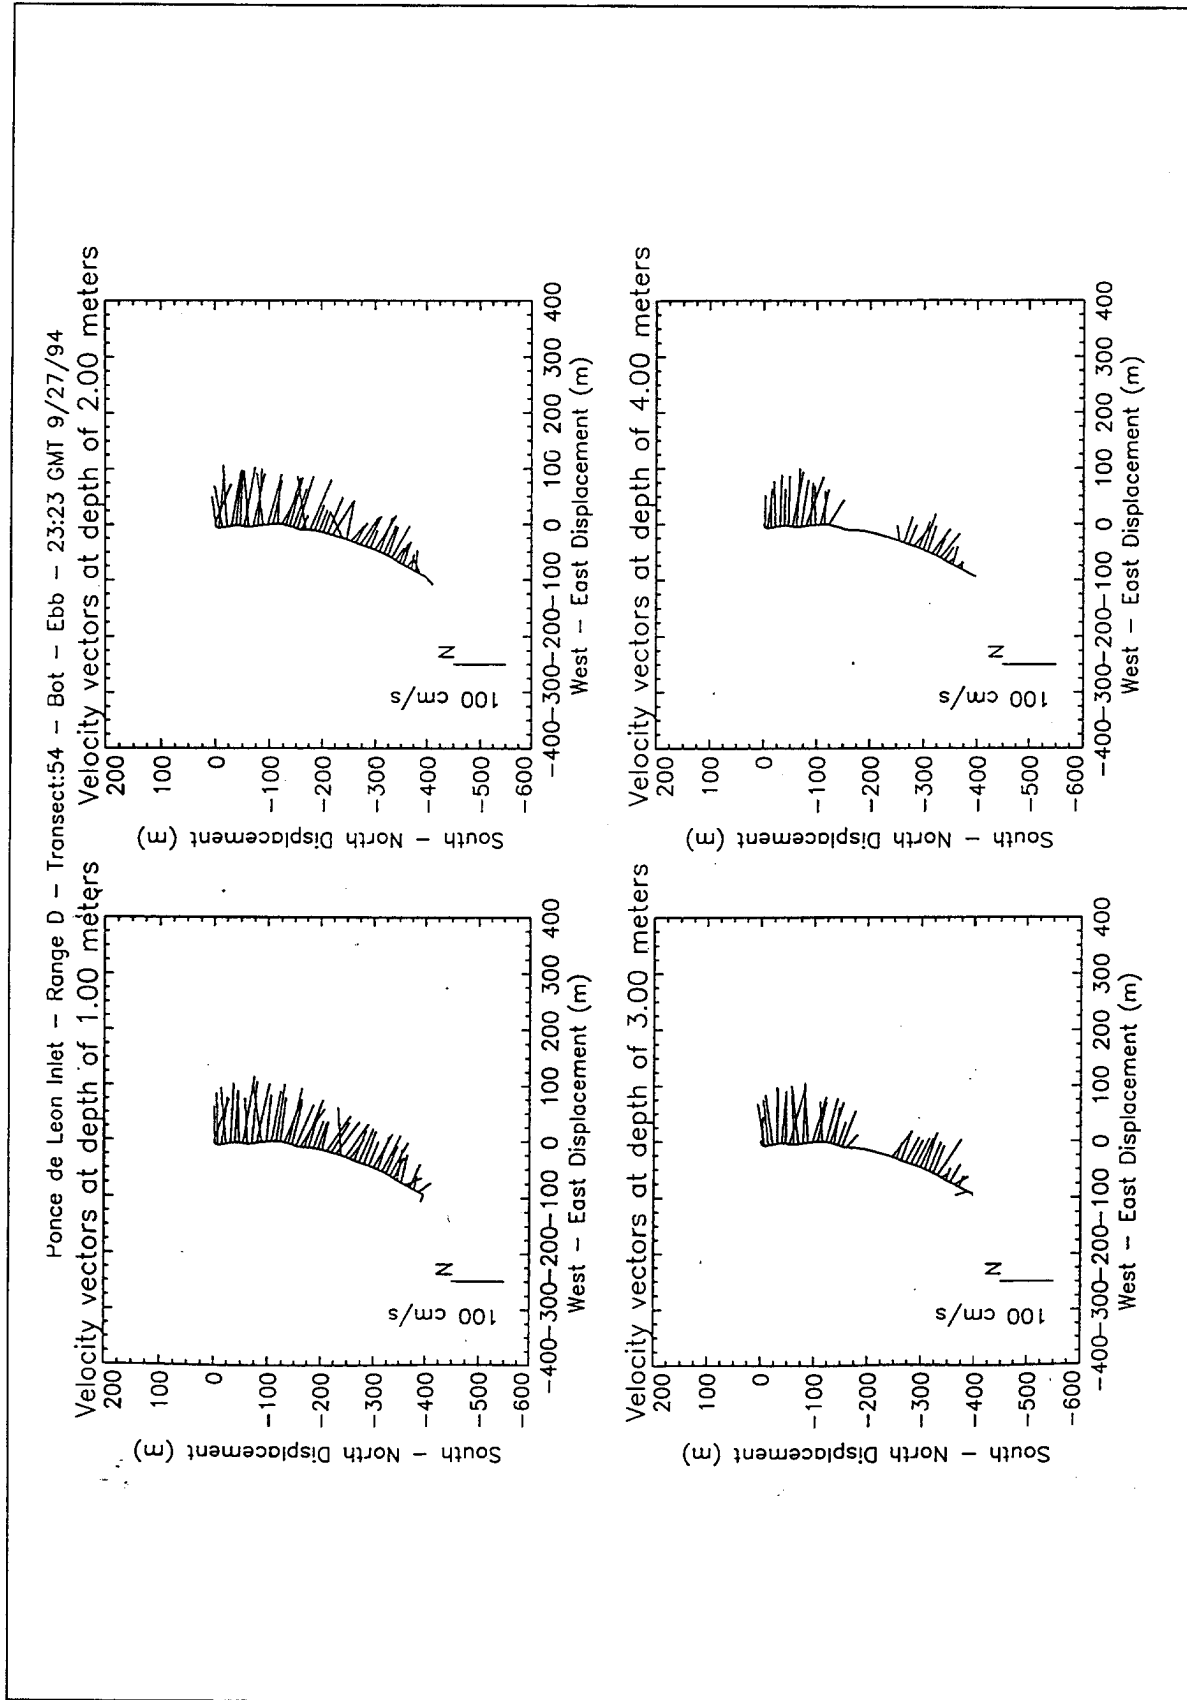 Ponce de Leon Inlet – Range D – Transect:54 – Bot – Ebb – 23:23 GMT 9/27/94
Velocity vectors at depth of 1.00 meters
South – North Displacement (m)
200
100
0
-100
-200
-300
-400
-500
-600
100 cm/s
N
-400-300-200-100 0 100 200 300 400
West – East Displacement (m)
Velocity vectors at depth of 2.00 meters
South – North Displacement (m)
200
100
0
-100
-200
-300
-400
-500
-600
100 cm/s
N
-400-300-200-100 0 100 200 300 400
West – East Displacement (m)
Velocity vectors at depth of 3.00 meters
South – North Displacement (m)
200
100
0
-100
-200
-300
-400
-500
-600
100 cm/s
N
-400-300-200-100 0 100 200 300 400
West – East Displacement (m)
Velocity vectors at depth of 4.00 meters
South – North Displacement (m)
200
100
0
-100
-200
-300
-400
-500
-600
100 cm/s
N
-400-300-200-100 0 100 200 300 400
West – East Displacement (m)